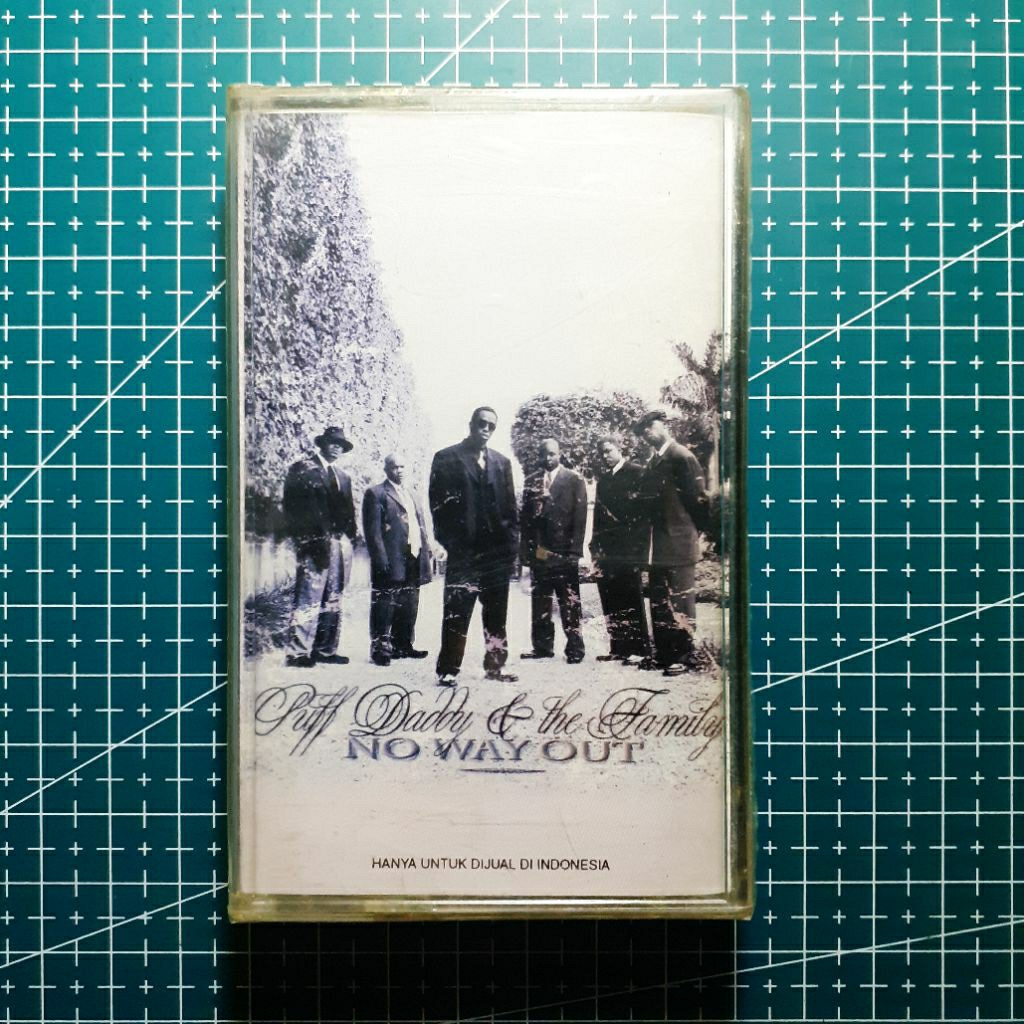 Puff Daddy & the Family
NO WAY OUT
HANYA UNTUK DIJUAL DI INDONESIA